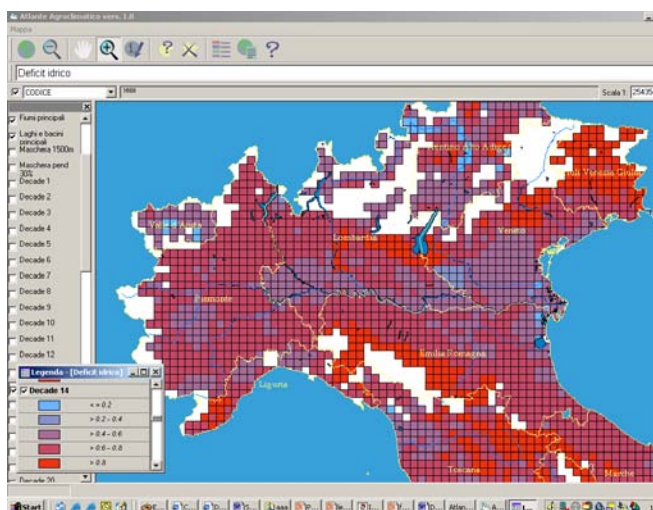 Atlante Agroclimatico vers. 1.0
Mappa
Deficit idrico
CODICE
Scala 1:
Fiumi principali
Laghi e bacini
principali
Maschera 1500m
Maschera pend
30%
Decade 1
Decade 2
Decade 3
Decade 4
Decade 5
Decade 6
Decade 7
Decade 8
Decade 9
Decade 10
Decade 11
Decade 12
Legenda - [Deficit idrico]
Decade 14
<= 0.2
> 0.2 - 0.4
> 0.4 - 0.6
> 0.6 - 0.8
> 0.8
Decade 20
Lombardia
Veneto
Piemonte
Emilia Romagna
Liguria
Toscana
Marche
Start